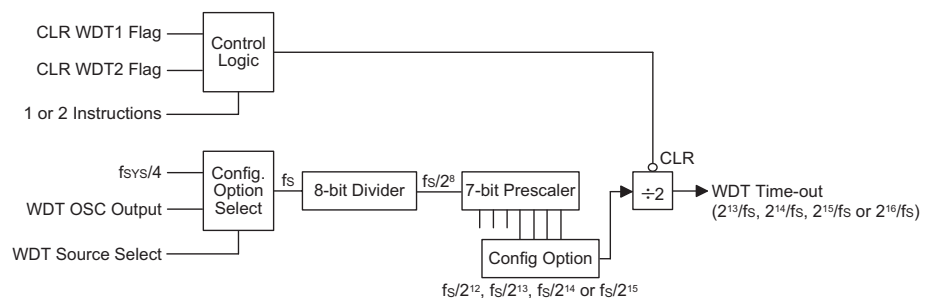 CLR WDT1 Flag
CLR WDT2 Flag
1 or 2 Instructions
Control
Logic
CLR
fSYS/4
WDT OSC Output
WDT Source Select
Config.
Option
Select
fS
8-bit Divider
fS/2⁸
7-bit Prescaler
Config Option
fS/2¹², fS/2¹³, fS/2¹⁴ or fS/2¹⁵
÷2
WDT Time-out
(2¹³/fS, 2¹⁴/fS, 2¹⁵/fS or 2¹⁶/fS)